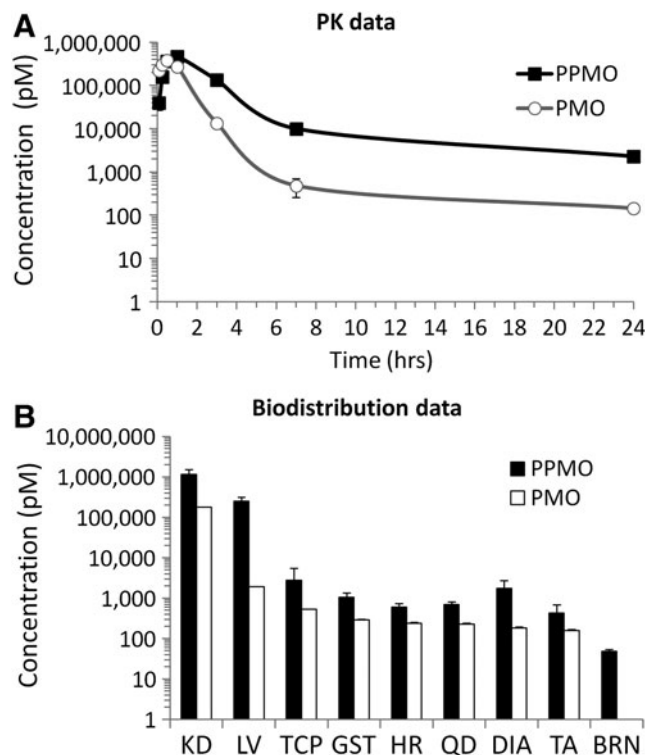 A
PK data
Concentration (pM)
1,000,000
100,000
10,000
1,000
100
10
1
PPMO
PMO
0 2 4 6 8 10 12 14 16 18 20 22 24
Time (hrs)
B
Biodistribution data
Concentration (pM)
10,000,000
1,000,000
100,000
10,000
1,000
100
10
1
PPMO
PMO
KD LV TCP GST HR QD DIA TA BRN